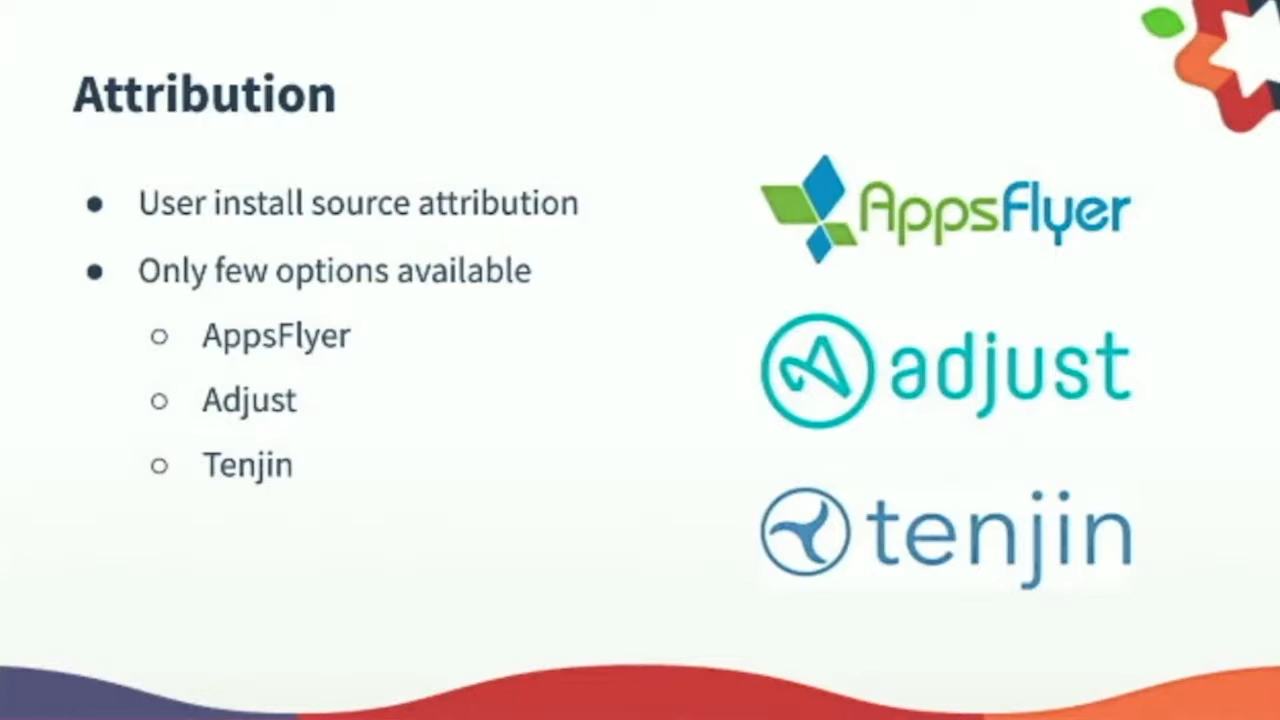 Attribution
● User install source attribution
● Only few options available
○ AppsFlyer
○ Adjust
○ Tenjin
AppsFlyer
adjust
tenjin